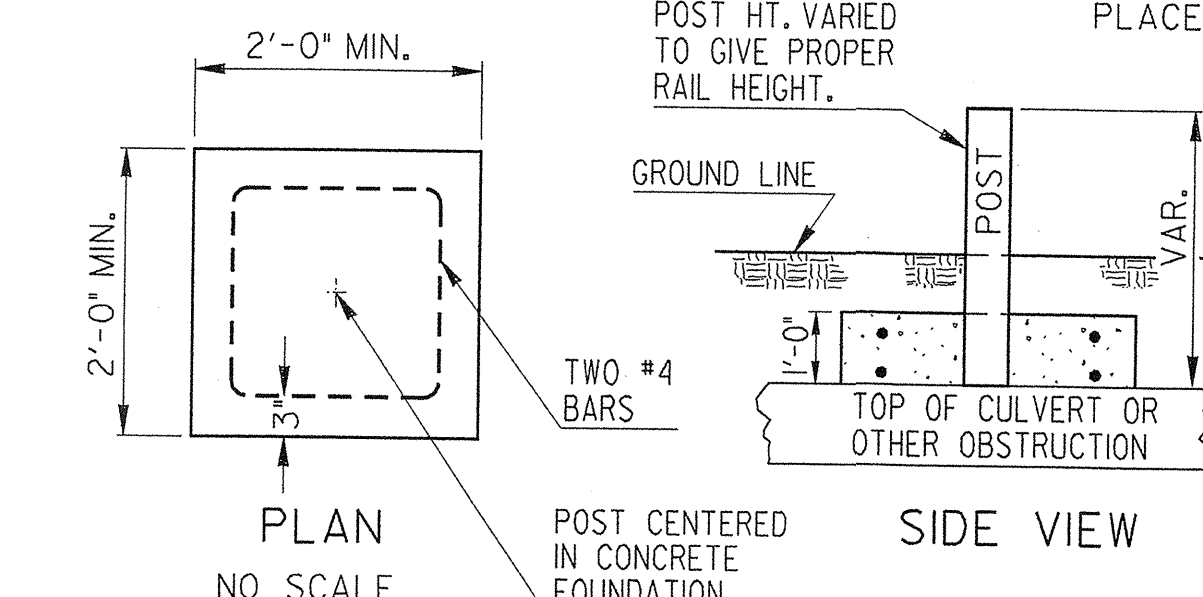 2'-0" MIN.
2'-0" MIN.
3"
TWO #4
BARS
POST CENTERED
IN CONCRETE
FOUNDATION
PLAN
NO SCALE
POST HT. VARIED
TO GIVE PROPER
RAIL HEIGHT.
PLACE
GROUND LINE
POST
VAR.
1'-0"
TOP OF CULVERT OR
OTHER OBSTRUCTION
SIDE VIEW